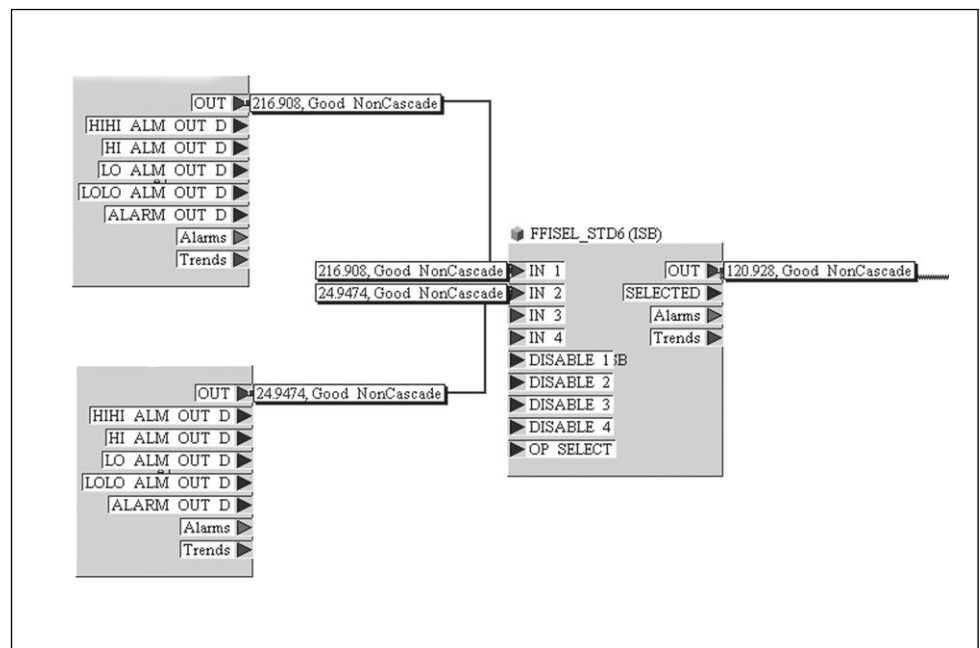 OUT
216.908, Good NonCascade
HIHI ALM OUT D
HI ALM OUT D
LO ALM OUT D
LOLO ALM OUT D
ALARM OUT D
Alarms
Trends
FFISEL_STD6 (ISB)
216.908, Good NonCascade
IN 1
24.9474, Good NonCascade
IN 2
IN 3
IN 4
DISABLE 1
DISABLE 2
DISABLE 3
DISABLE 4
OP SELECT
OUT
120.928, Good NonCascade
SELECTED
Alarms
Trends
OUT
24.9474, Good NonCascade
HIHI ALM OUT D
HI ALM OUT D
LO ALM OUT D
LOLO ALM OUT D
ALARM OUT D
Alarms
Trends